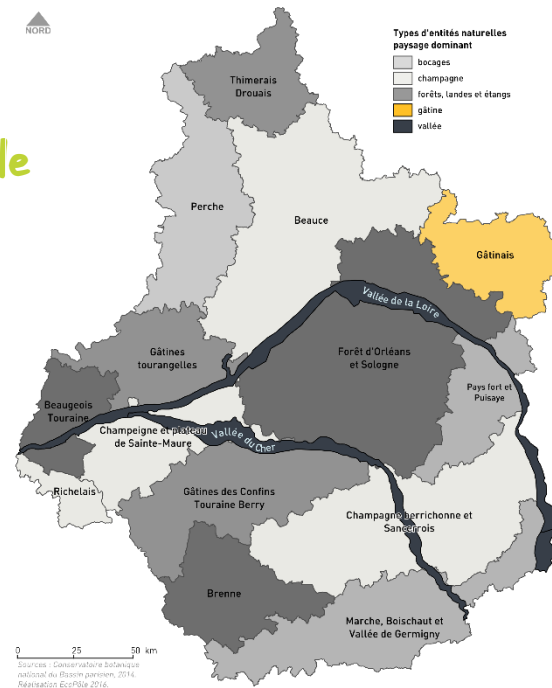 NORD
le
Types d'entités naturelles
paysage dominant
bocages
champagne
forêts, landes et étangs
gâtine
vallée
Thimerais
Drouais
Perche
Beauce
Gâtinais
Vallée de la Loire
Gâtines
tourangelles
Forêt d'Orléans
et Sologne
Pays fort et
Puisaye
Beaugeois
Touraine
Champeigne et plateau
de Sainte-Maure
Vallée du Cher
Richelais
Gâtines des Confins
Touraine Berry
Champagne berrichonne et
Sancerrois
Brenne
Marche, Boischaut et
Vallée de Germigny
0 25 50 km
Sources : Conservatoire botanique
national du Bassin parisien, 2014.
Réalisation EcoPôle 2016.